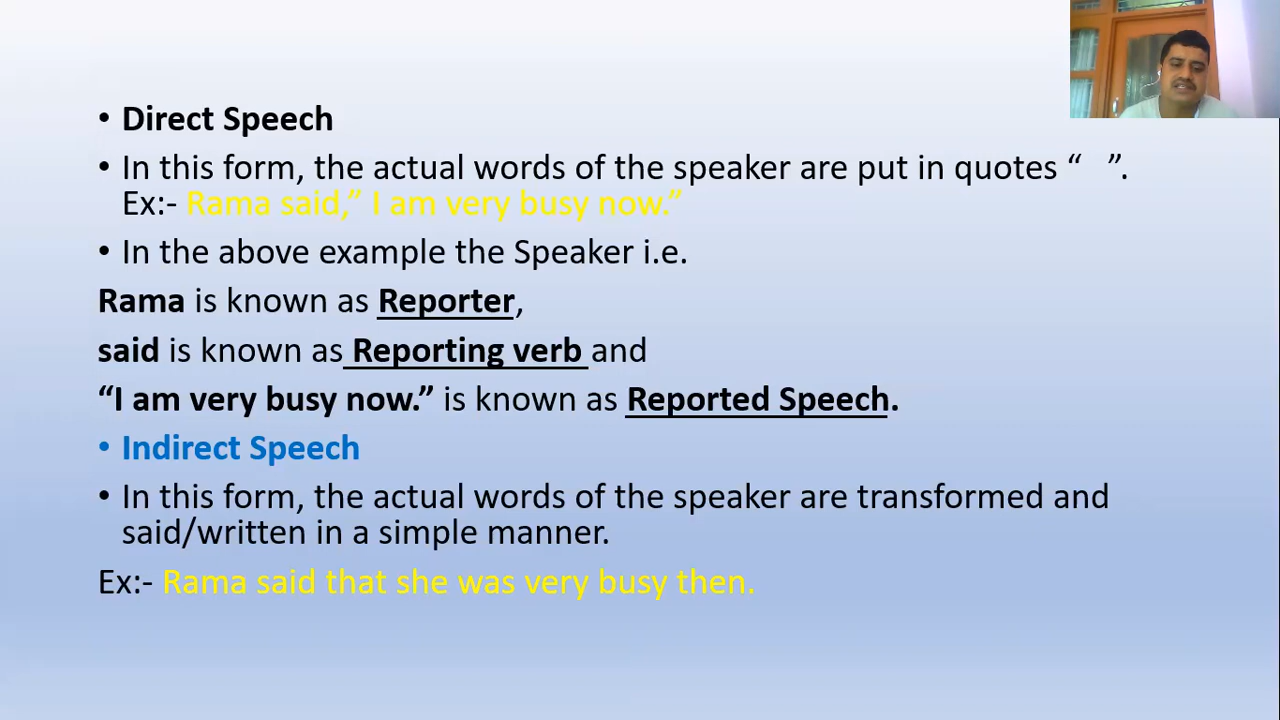 • Direct Speech
• In this form, the actual words of the speaker are put in quotes “   ”.
Ex:- Rama said,” I am very busy now.”
• In the above example the Speaker i.e.
Rama is known as Reporter,
said is known as Reporting verb and
“I am very busy now.” is known as Reported Speech.
• Indirect Speech
• In this form, the actual words of the speaker are transformed and
said/written in a simple manner.
Ex:- Rama said that she was very busy then.